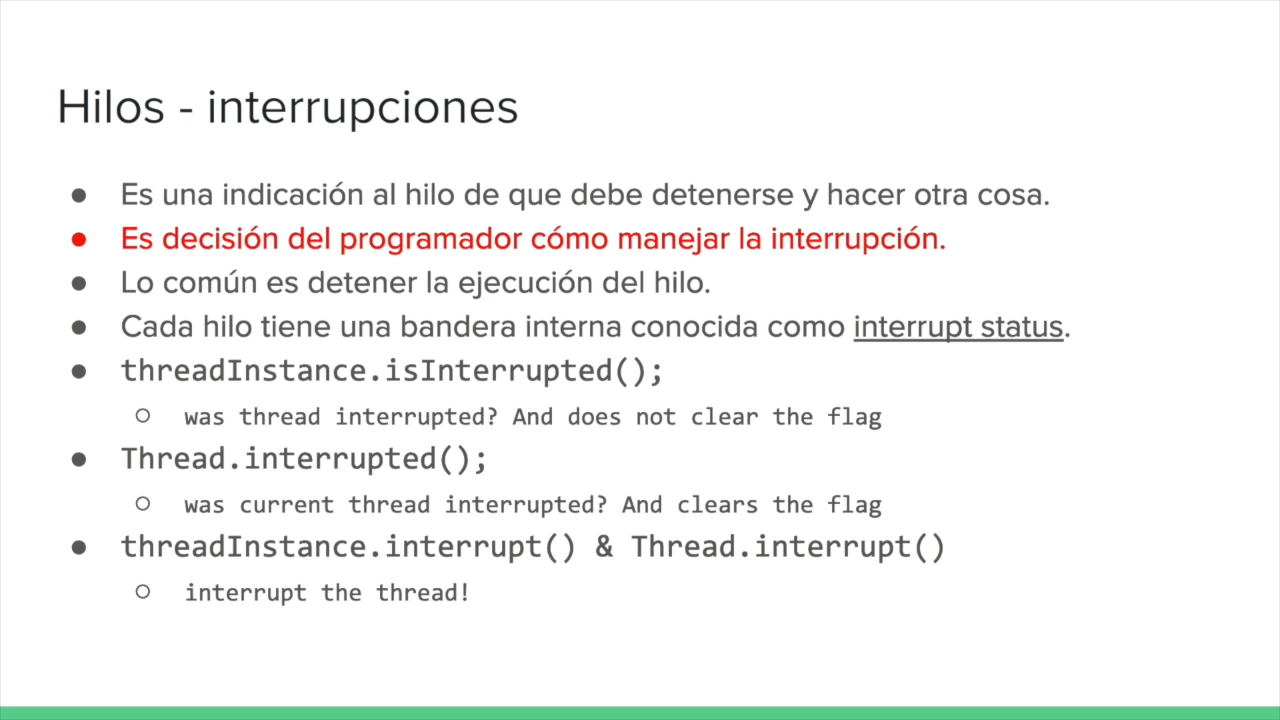 Hilos - interrupciones
● Es una indicación al hilo de que debe detenerse y hacer otra cosa.
● Es decisión del programador cómo manejar la interrupción.
● Lo común es detener la ejecución del hilo.
● Cada hilo tiene una bandera interna conocida como interrupt status.
● threadInstance.isInterrupted();
○ was thread interrupted? And does not clear the flag
● Thread.interrupted();
○ was current thread interrupted? And clears the flag
● threadInstance.interrupt() & Thread.interrupt()
○ interrupt the thread!